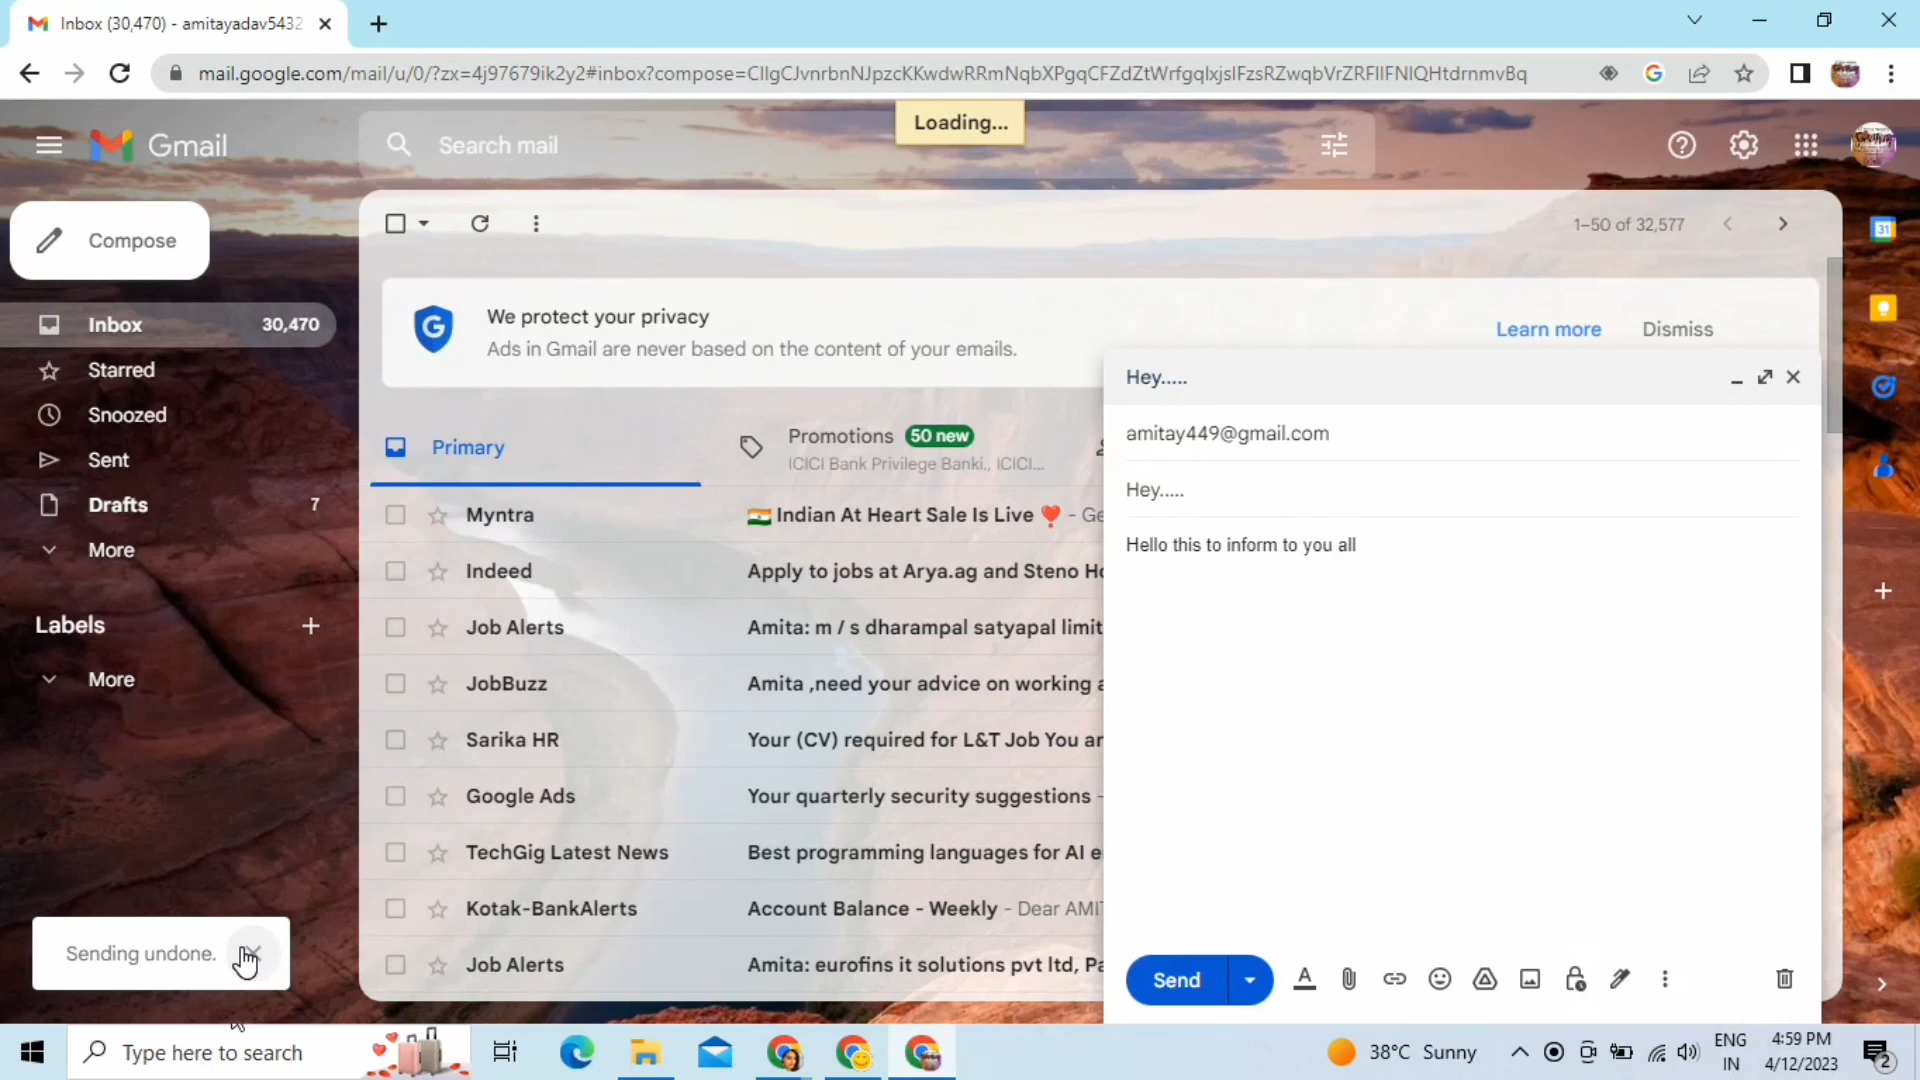 Inbox (30,470) - amitayadav5432
mail.google.com/mail/u/0/?zx=4j97679ik2y2#inbox?compose=CllgCJvnrbnNJpzcKKwdwRRmNqbXPgqCFZdZtWrfgqlxjslFzsRZwqbVrZRFllFNlQHtdrnmvBq
Loading...
Gmail
Search mail
Compose
1–50 of 32,577
31
We protect your privacy
Ads in Gmail are never based on the content of your emails.
Learn more
Dismiss
Inbox 30,470
Starred
Snoozed
Sent
Drafts 7
More
Labels
More
Primary
Promotions 50 new
ICICI Bank Privilege Banki., ICICI...
Myntra 🇮🇳 Indian At Heart Sale Is Live ❣️ - Ge
Indeed Apply to jobs at Arya.ag and Steno Ho
Job Alerts Amita: m / s dharampal satyapal limit
JobBuzz Amita ,need your advice on working a
Sarika HR Your (CV) required for L&T Job You ar
Google Ads Your quarterly security suggestions -
TechGig Latest News Best programming languages for AI e
Kotak-BankAlerts Account Balance - Weekly - Dear AMI
Job Alerts Amita: eurofins it solutions pvt ltd, Pa
Hey.....
amitay449@gmail.com
Hey.....
Hello this to inform to you all
Send
Sending undone.
Type here to search
38°C Sunny
ENG
IN
4:59 PM
4/12/2023
2